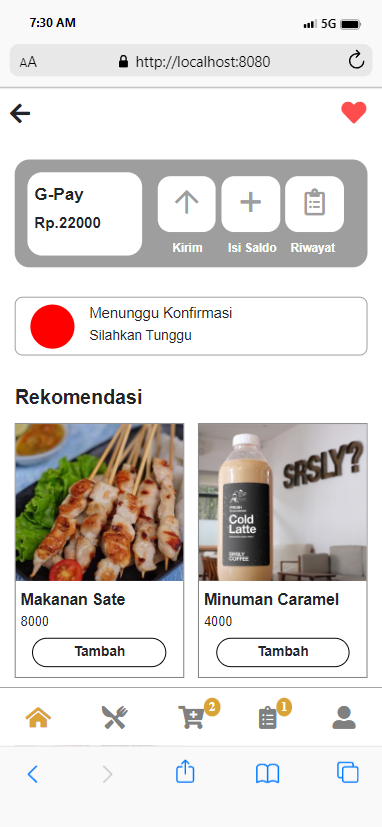 7:30 AM
5G
AA
http://localhost:8080
G-Pay
Rp.22000
Kirim
Isi Saldo
Riwayat
Menunggu Konfirmasi
Silahkan Tunggu
Rekomendasi
SRSLY?
Cold
Latte
SRSLY
COFFEE
Makanan Sate
8000
Tambah
Minuman Caramel
4000
Tambah
2
1